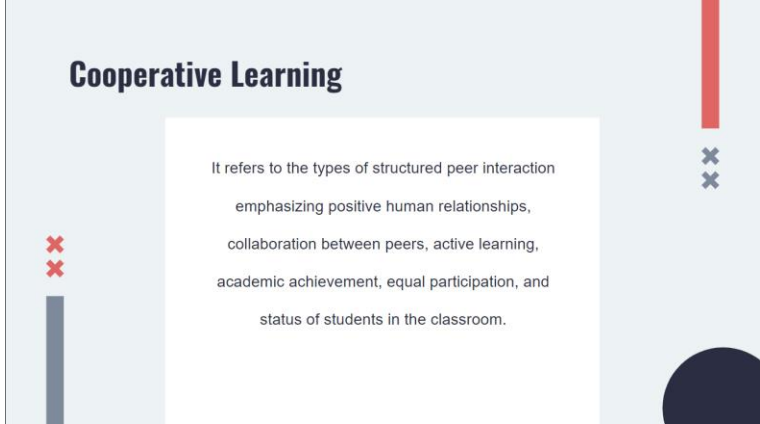 Cooperative Learning
It refers to the types of structured peer interaction
emphasizing positive human relationships,
collaboration between peers, active learning,
academic achievement, equal participation, and
status of students in the classroom.